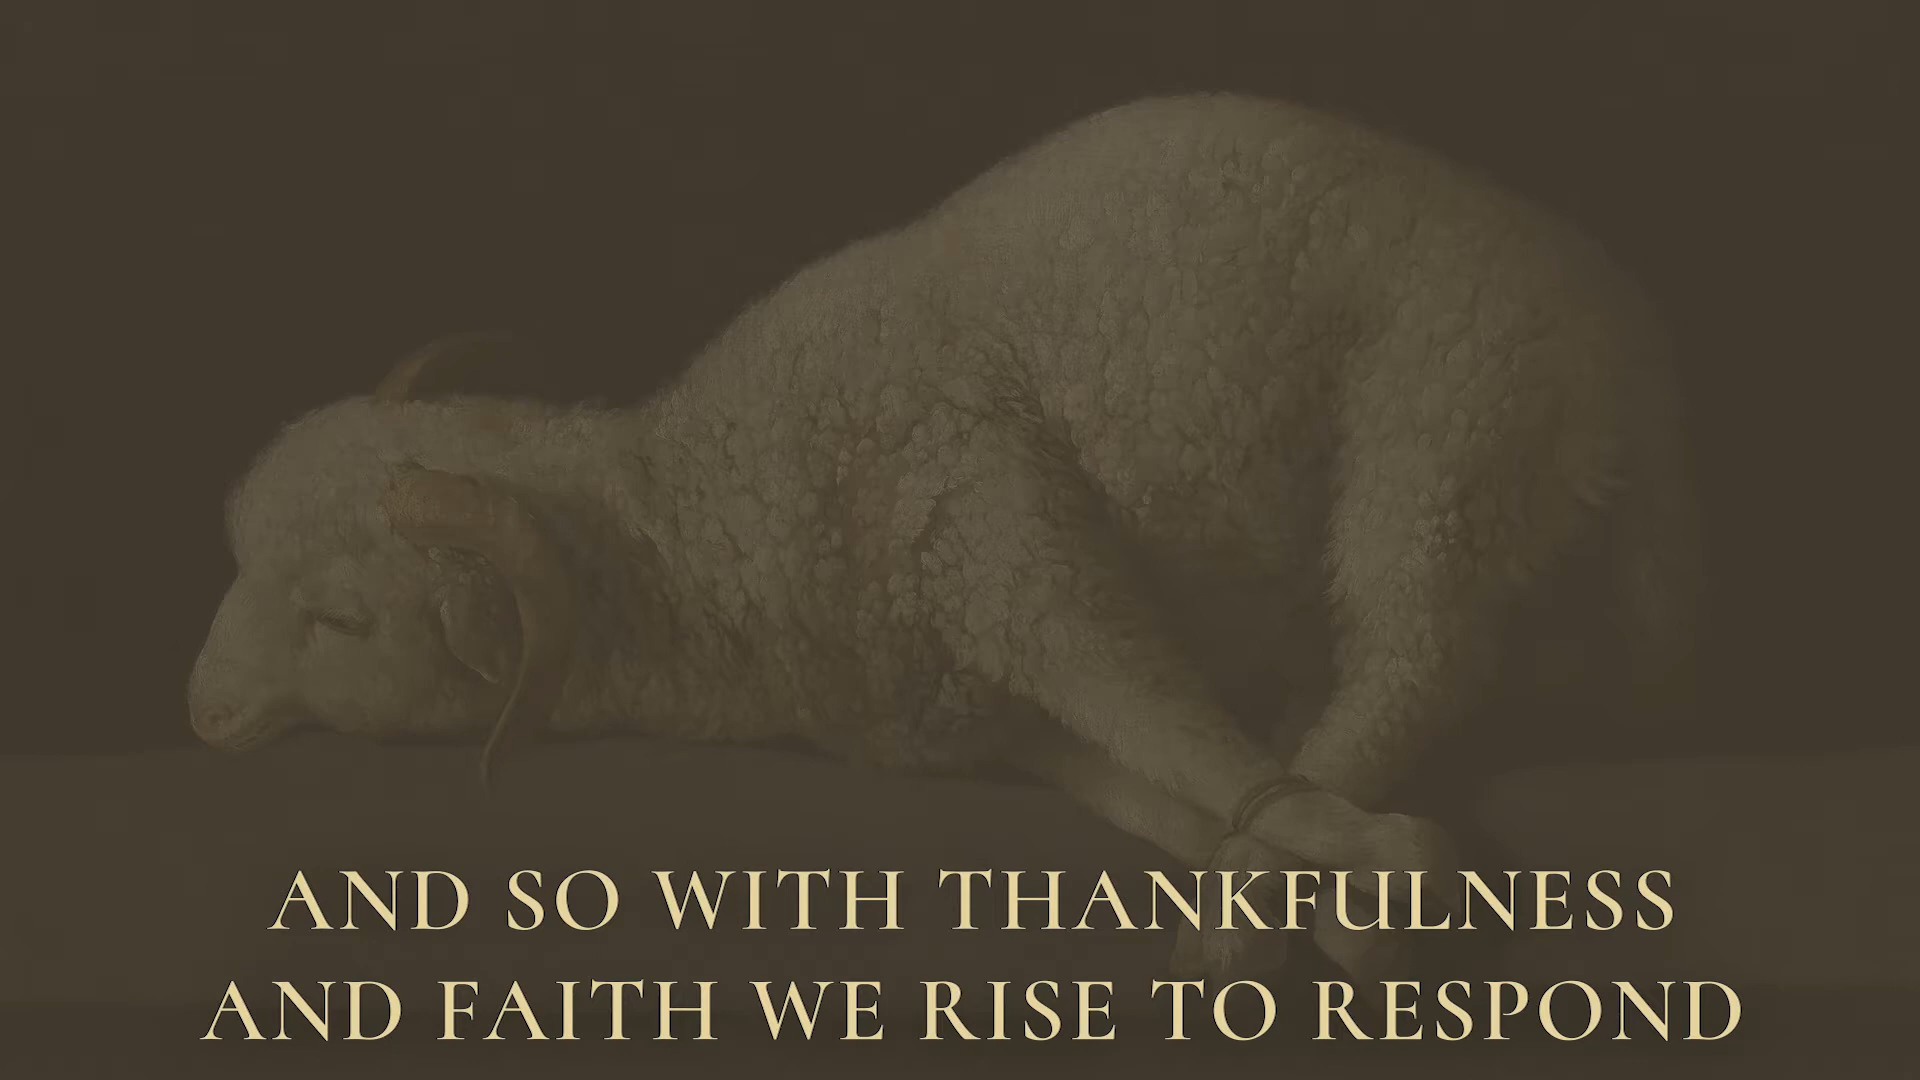 AND SO WITH THANKFULNESS
AND FAITH WE RISE TO RESPOND